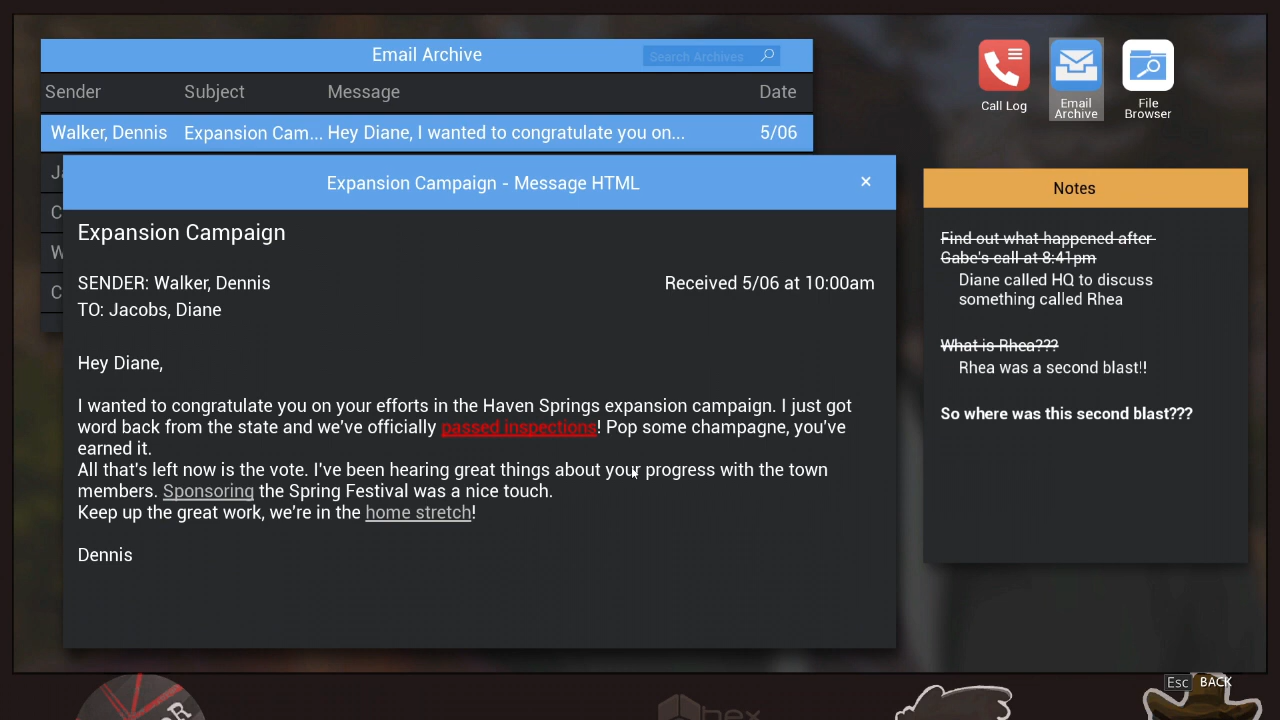 Email Archive
Search Archives
Sender Subject Message Date
Walker, Dennis Expansion Cam... Hey Diane, I wanted to congratulate you on... 5/06
Ja
C
W
C
Expansion Campaign - Message HTML ×
Expansion Campaign
SENDER: Walker, Dennis Received 5/06 at 10:00am
TO: Jacobs, Diane
Hey Diane,
I wanted to congratulate you on your efforts in the Haven Springs expansion campaign. I just got
word back from the state and we've officially passed inspections! Pop some champagne, you've
earned it.
All that's left now is the vote. I've been hearing great things about your progress with the town
members. Sponsoring the Spring Festival was a nice touch.
Keep up the great work, we're in the home stretch!
Dennis
Call Log
Email
Archive
File
Browser
Notes
Find out what happened after
Gabe's call at 8:41pm
Diane called HQ to discuss
something called Rhea
What is Rhea???
Rhea was a second blast!!
So where was this second blast???
Esc BACK
hex